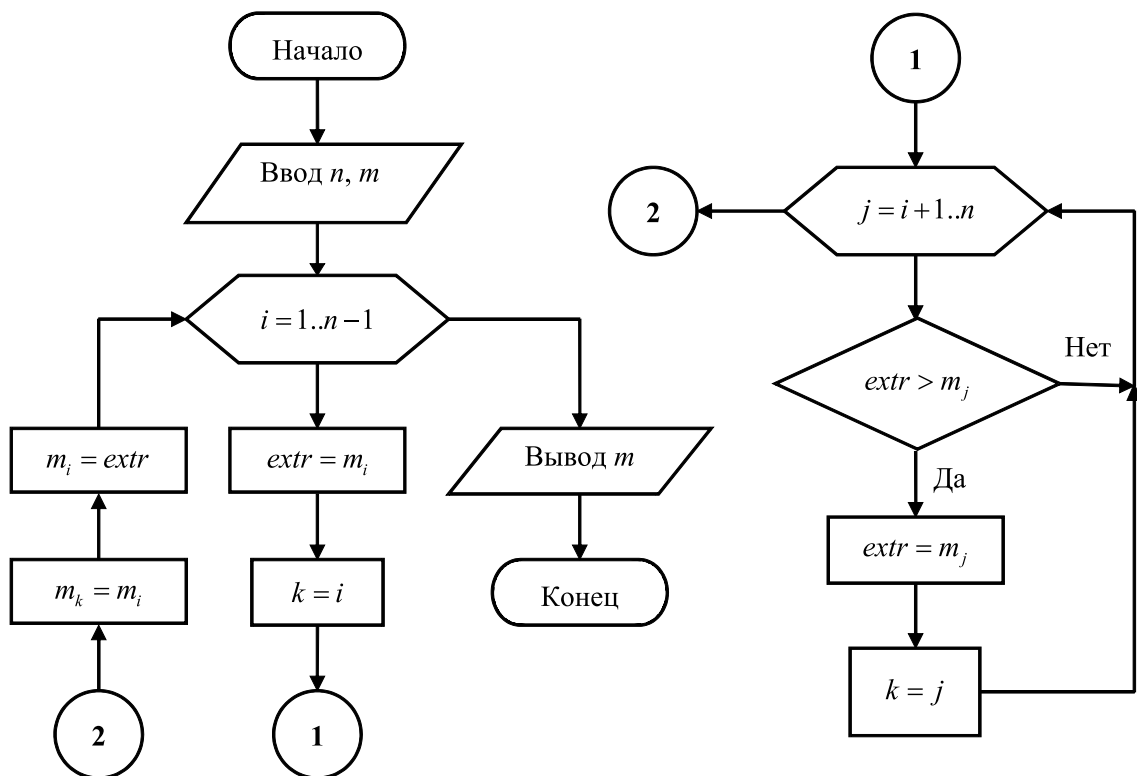 Начало
Ввод n, m
i = 1..n − 1
extr = m_i
k = i
1
2
m_k = m_i
m_i = extr
Вывод m
Конец
1
j = i + 1..n
2
extr > m_j
Нет
Да
extr = m_j
k = j